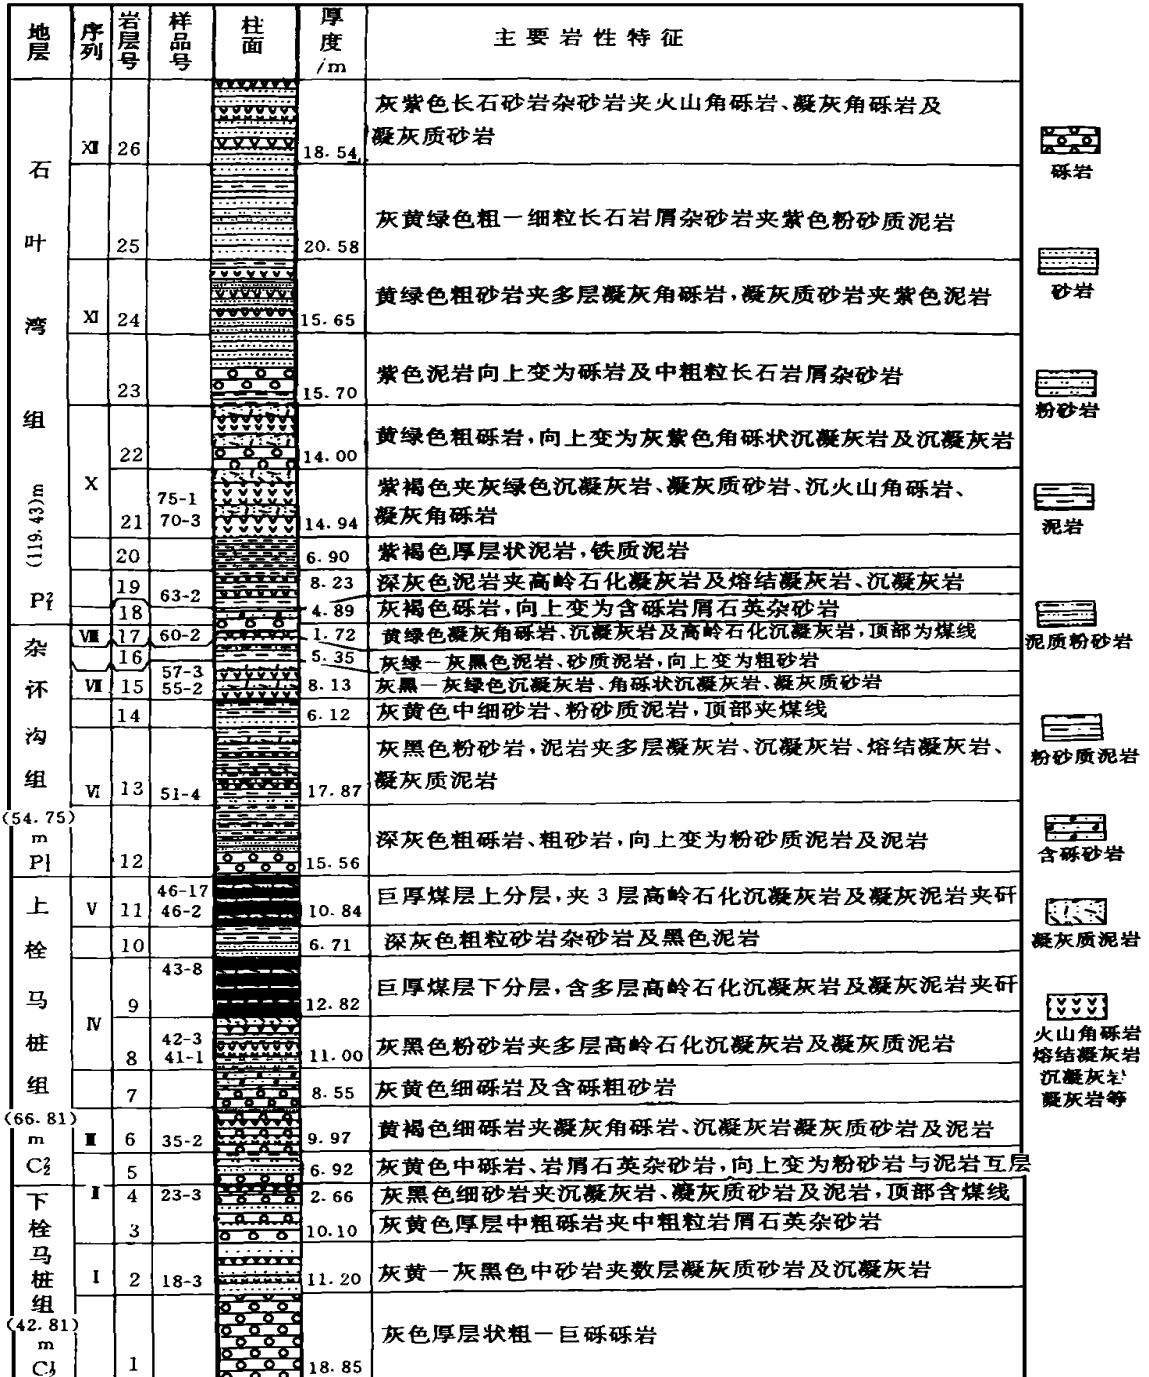 地层 序列 岩层号 样品号 柱面 厚度/m 主要岩性特征
石叶湾组 (119.43)m
Ⅻ 26 18.54 灰紫色长石砂岩杂砂岩夹火山角砾岩、凝灰角砾岩及
凝灰质砂岩
25 20.58 灰黄绿色粗一细粒长石岩屑杂砂岩夹紫色粉砂质泥岩
Ⅺ 24 15.65 黄绿色粗砂岩夹多层凝灰角砾岩,凝灰质砂岩夹紫色泥岩
23 15.70 紫色泥岩向上变为砾岩及中粗粒长石岩屑杂砂岩
22 14.00 黄绿色粗砾岩,向上变为灰紫色角砾状沉凝灰岩及沉凝灰岩
Ⅹ 21 75-1 70-3 14.94 紫褐色夹灰绿色沉凝灰岩、凝灰质砂岩、沉火山角砾岩、
凝灰角砾岩
20 6.90 紫褐色厚层状泥岩,铁质泥岩
19 63-2 8.23 深灰色泥岩夹高岭石化凝灰岩及熔结凝灰岩、沉凝灰岩
18 4.89 灰褐色砾岩,向上变为含砾岩屑石英杂砂岩
杂怀沟组 (54.75)m
Ⅷ 17 60-2 1.72 黄绿色凝灰角砾岩、沉凝灰岩及高岭石化沉凝灰岩,顶部为煤线
16 5.35 灰绿一灰黑色泥岩、砂质泥岩,向上变为粗砂岩
Ⅶ 15 57-3 55-2 8.13 灰黑一灰绿色沉凝灰岩、角砾状沉凝灰岩、凝灰质砂岩
14 6.12 灰黄色中细砂岩、粉砂质泥岩,顶部夹煤线
Ⅵ 13 51-4 17.87 灰黑色粉砂岩,泥岩夹多层凝灰岩、沉凝灰岩、熔结凝灰岩、
凝灰质泥岩
12 15.56 深灰色粗砾岩、粗砂岩,向上变为粉砂质泥岩及泥岩
上栓马桩组 (66.81)m C²₂
Ⅴ 11 46-17 46-2 10.84 巨厚煤层上分层,夹3层高岭石化沉凝灰岩及凝灰泥岩夹矸
10 6.71 深灰色粗粒砂岩杂砂岩及黑色泥岩
9 43-8 12.82 巨厚煤层下分层,含多层高岭石化沉凝灰岩及凝灰泥岩夹矸
Ⅳ 8 42-3 41-1 11.00 灰黑色粉砂岩夹多层高岭石化沉凝灰岩及凝灰质泥岩
7 8.55 灰黄色细砾岩及含砾粗砂岩
Ⅲ 6 35-2 9.97 黄褐色细砾岩夹凝灰角砾岩、沉凝灰岩凝灰质砂岩及泥岩
5 6.92 灰黄色中砾岩、岩屑石英杂砂岩,向上变为粉砂岩与泥岩互层
下栓马桩组 (42.81)m
Ⅱ 4 23-3 2.66 灰黑色细砂岩夹沉凝灰岩、凝灰质砂岩及泥岩,顶部含煤线
3 10.10 灰黄色厚层中粗砾岩夹中粗粒岩屑石英杂砂岩
Ⅰ 2 18-3 11.20 灰黄一灰黑色中砂岩夹数层凝灰质砂岩及沉凝灰岩
1 18.85 灰色厚层状粗一巨砾砾岩
砾岩
砂岩
粉砂岩
泥岩
泥质粉砂岩
粉砂质泥岩
含砾砂岩
凝灰质泥岩
火山角砾岩
熔结凝灰岩
沉凝灰岩
凝灰岩等